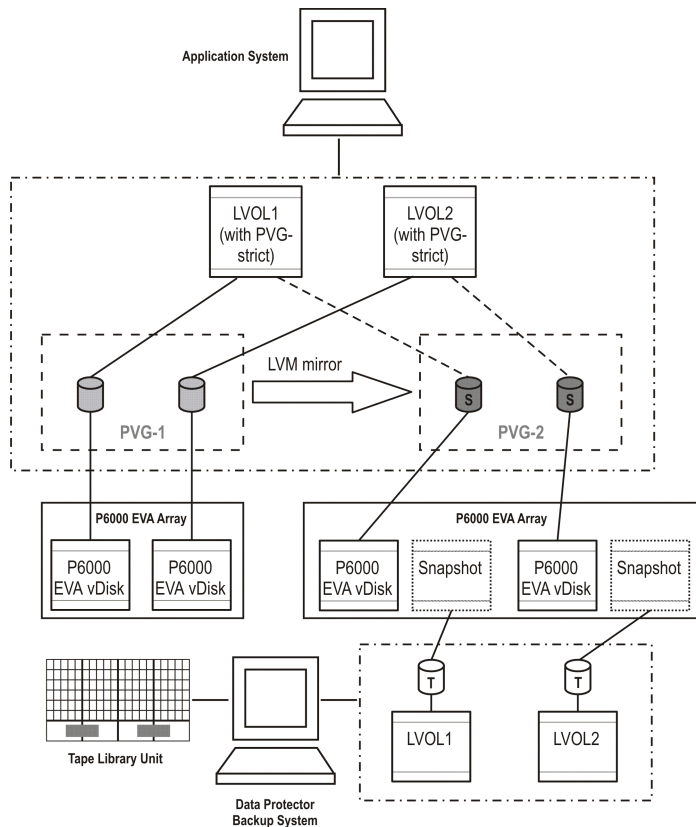 Application System
LVOL1
(with PVG-
strict)
LVOL2
(with PVG-
strict)
LVM mirror
S
S
PVG-1
PVG-2
P6000 EVA Array
P6000
EVA vDisk
P6000
EVA vDisk
P6000 EVA Array
P6000
EVA vDisk
Snapshot
P6000
EVA vDisk
Snapshot
T
T
LVOL1
LVOL2
Tape Library Unit
Data Protector
Backup System